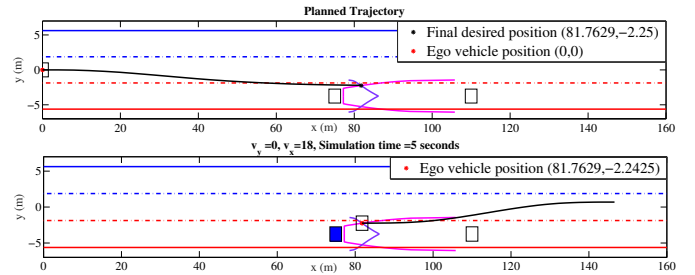 Planned Trajectory
Final desired position (81.7629,−2.25)
Ego vehicle position (0,0)
y (m)
5
0
−5
0 20 40 60 80 100 120 140 160
x (m)
v_y =0, v_x=18, Simulation time =5 seconds
Ego vehicle position (81.7629,−2.2425)
y (m)
5
0
−5
0 20 40 60 80 100 120 140 160
x (m)